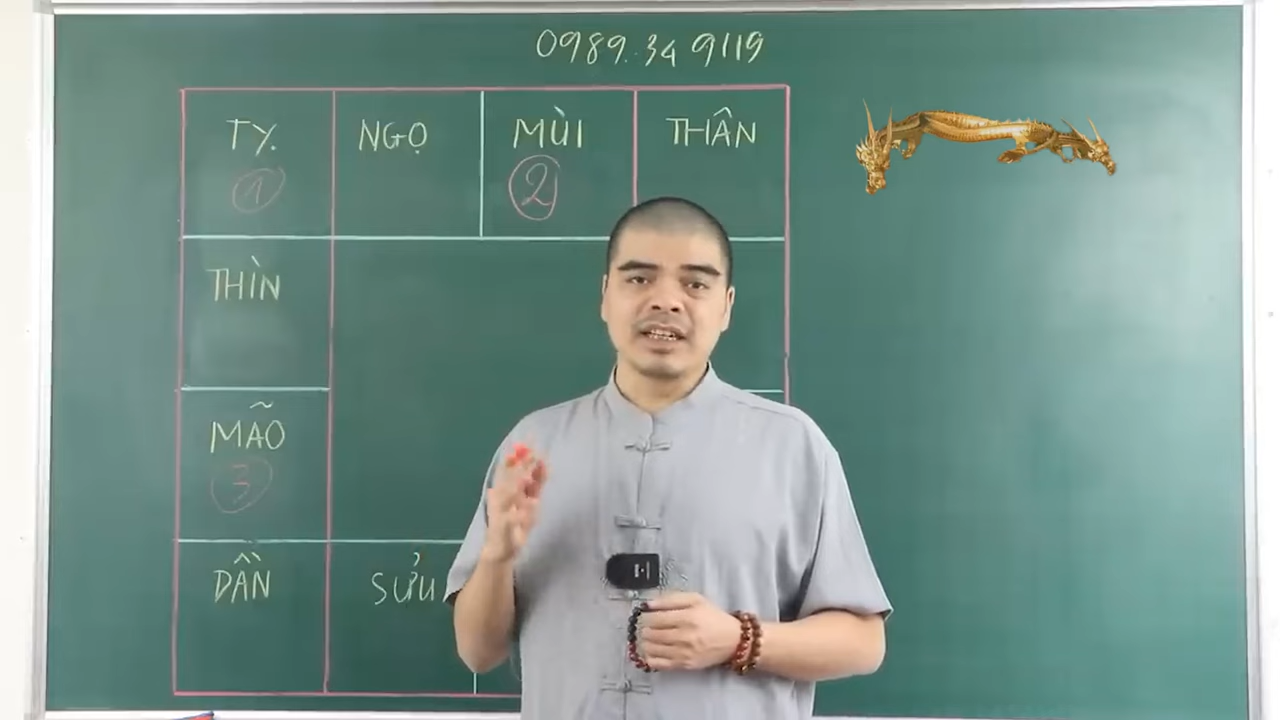 0989.34 9119
TỴ. NGỌ MÙI THÂN
1 2
THÌN
MÃO
3
DẦN SỬU